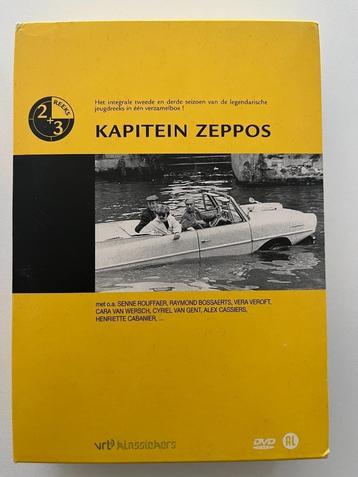 REEKS
2+3
Het integrale tweede en derde seizoen van de legendarische
jeugdreeks in één verzamelbox !
KAPITEIN ZEPPOS
met o.a. SENNE ROUFFAER, RAYMOND BOSSAERTS, VERA VEROFT,
CARA VAN WERSCH, CYRIEL VAN GENT, ALEX CASSIERS,
HENRIETTE CABANIER, ...
vrt klassiekers
DVD
VIDEO
AL